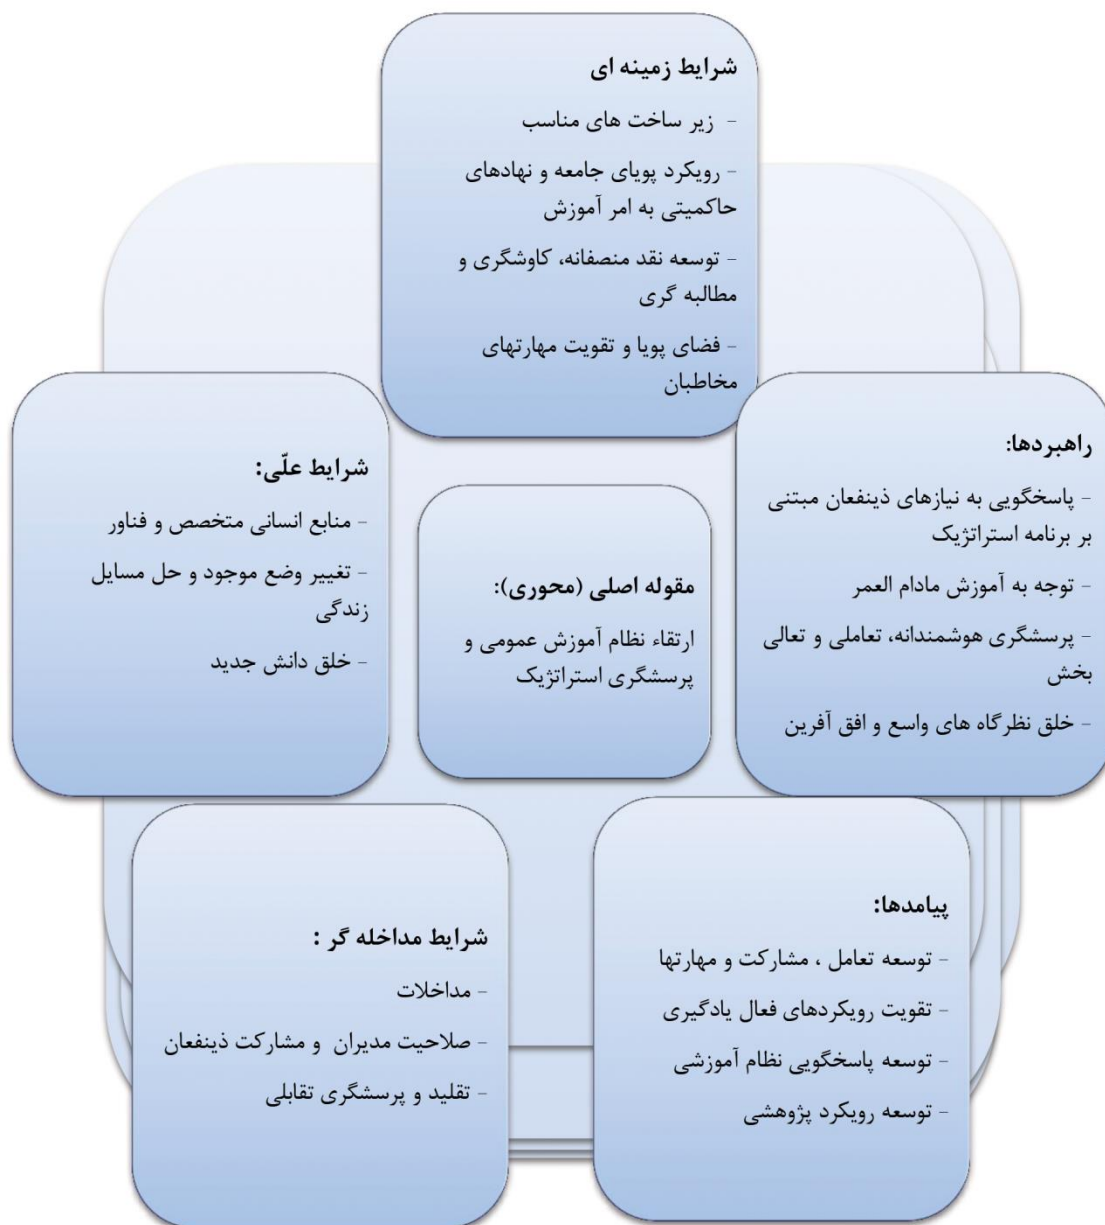 شرایط زمینه ای
- زیر ساخت های مناسب
- رویکرد پویای جامعه و نهادهای
حاکمیتی به امر آموزش
- توسعه نقد منصفانه، کاوشگری و
مطالبه گری
- فضای پویا و تقویت مهارتهای
مخاطبان
راهبردها:
- پاسخگویی به نیازهای ذینفعان مبتنی
بر برنامه استراتژیک
- توجه به آموزش مادام العمر
- پرسشگری هوشمندانه، تعاملی و تعالی
بخش
- خلق نظرگاه های واسع و افق آفرین
مقوله اصلی (محوری):
ارتقاء نظام آموزش عمومی و
پرسشگری استراتژیک
شرایط علّی:
- منابع انسانی متخصص و فناور
- تغییر وضع موجود و حل مسایل
زندگی
- خلق دانش جدید
پیامدها:
- توسعه تعامل ، مشارکت و مهارتها
- تقویت رویکردهای فعال یادگیری
- توسعه پاسخگویی نظام آموزشی
- توسعه رویکرد پژوهشی
شرایط مداخله گر :
- مداخلات
- صلاحیت مدیران و مشارکت ذینفعان
- تقلید و پرسشگری تقابلی